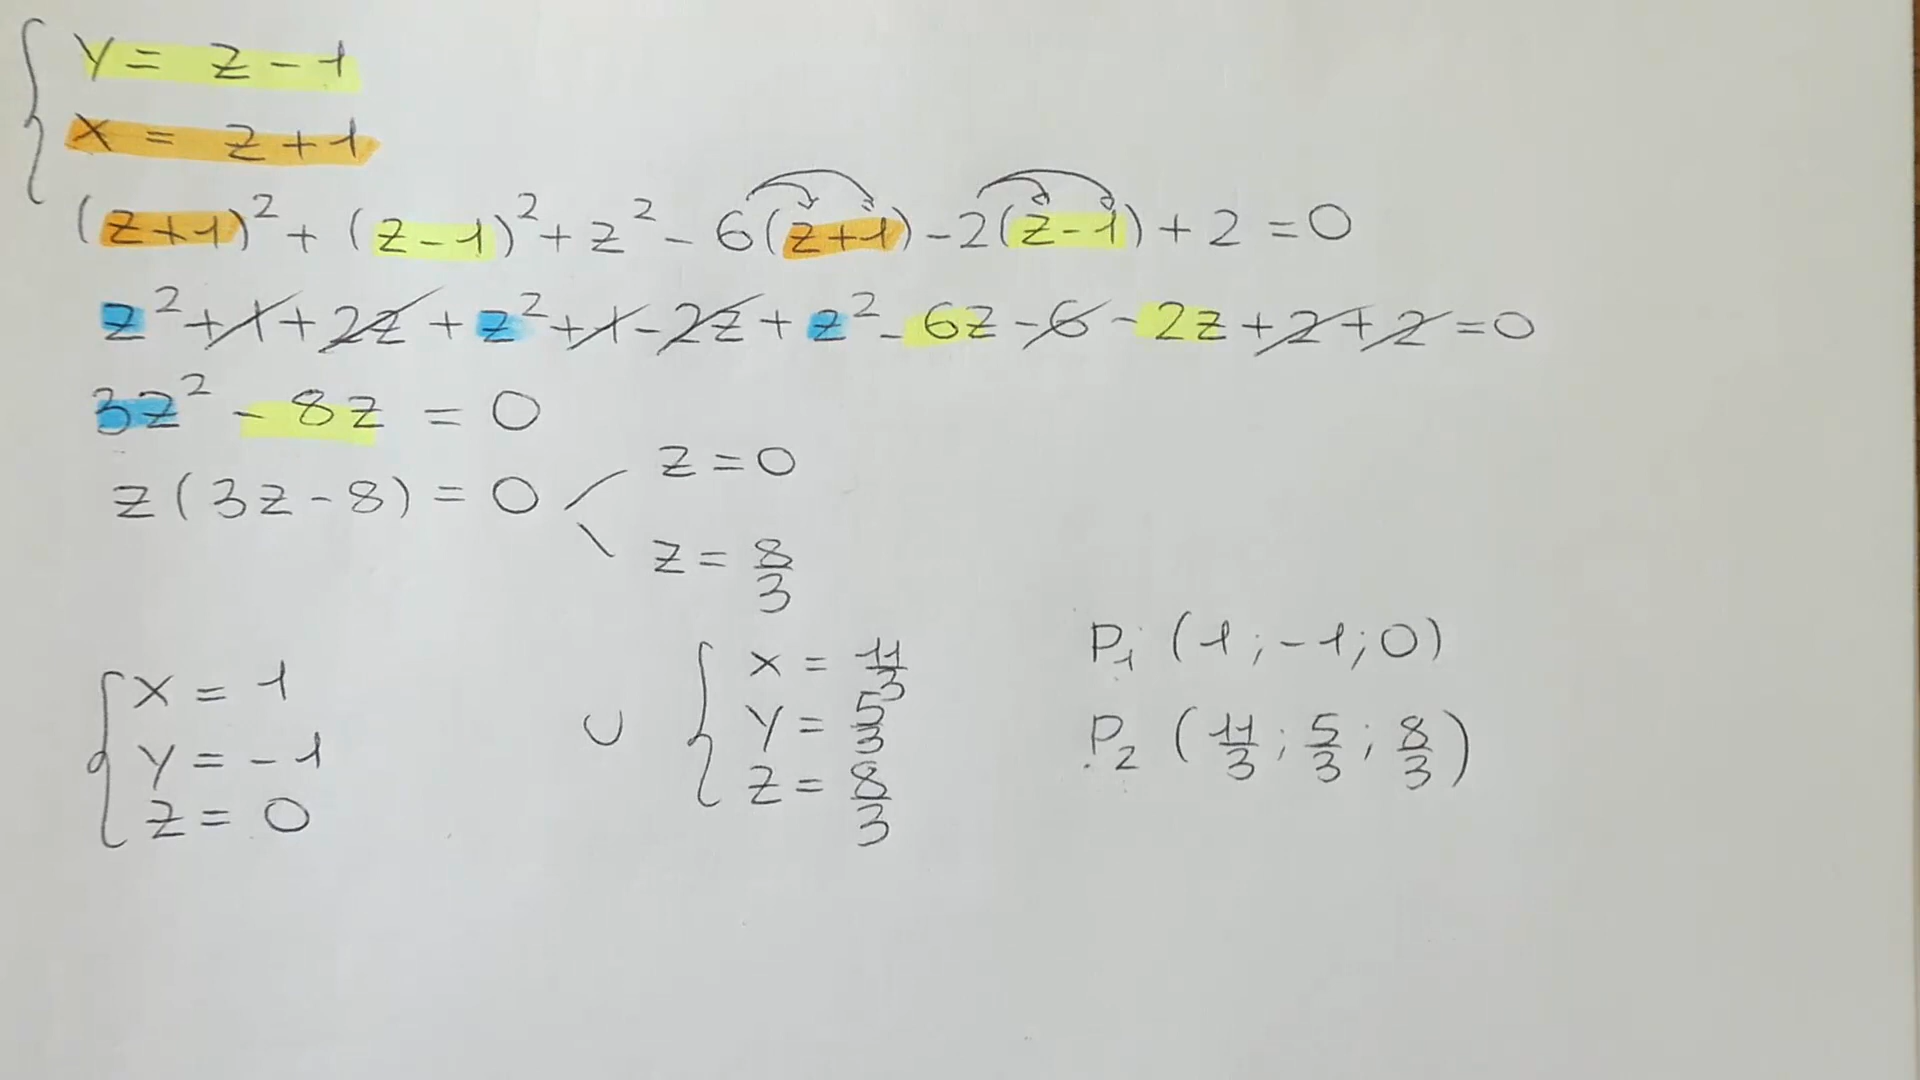 y = z - 1
x = z + 1
(z+1)² + (z-1)² + z² - 6(z+1) - 2(z-1) + 2 = 0
z² + 1 + 2z + z² + 1 - 2z + z² - 6z - 6 - 2z + 2 + 2 = 0
3z² - 8z = 0
z(3z - 8) = 0
z = 0
z = 8/3
x = 1
y = -1
z = 0
∪
x = 11/3
y = 5/3
z = 8/3
P₁ (1; -1; 0)
P₂ (11/3; 5/3; 8/3)